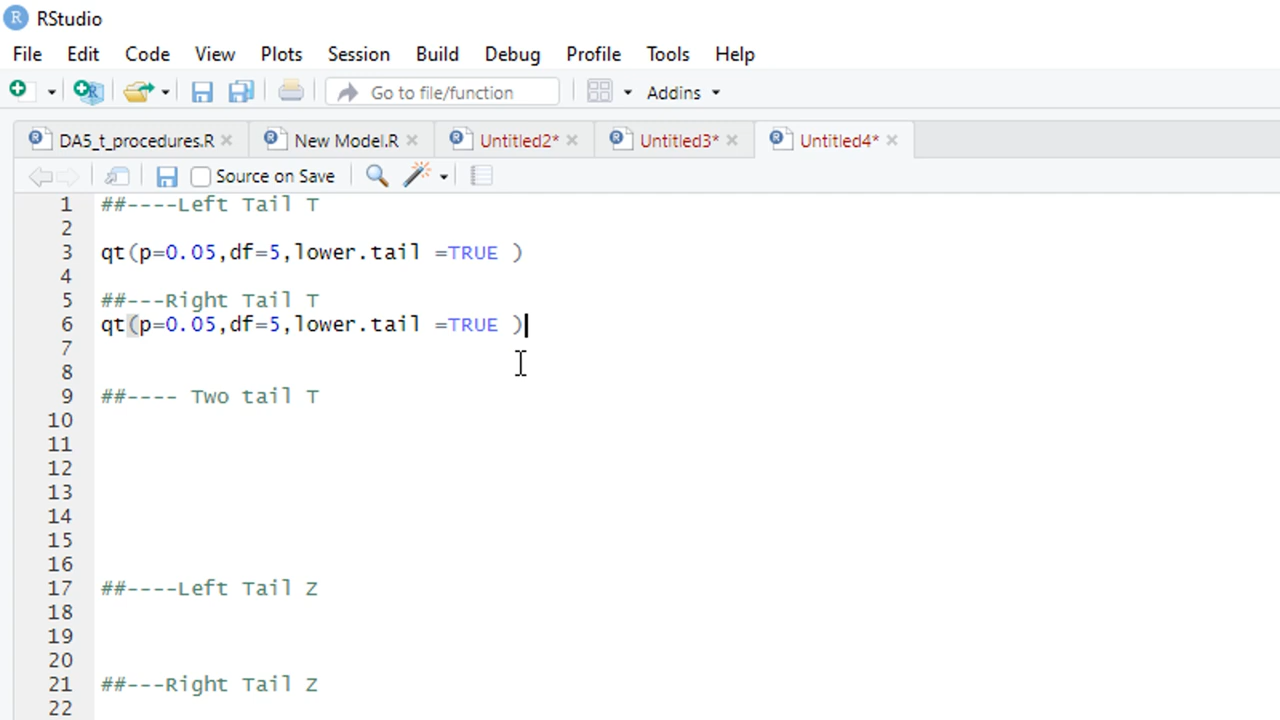 RStudio
File Edit Code View Plots Session Build Debug Profile Tools Help
Go to file/function Addins
DA5_t_procedures.R New Model.R Untitled2* Untitled3* Untitled4*
Source on Save
1 ##----Left Tail T
2
3 qt(p=0.05,df=5,lower.tail =TRUE )
4
5 ##---Right Tail T
6 qt(p=0.05,df=5,lower.tail =TRUE )
7
8
9 ##---- Two tail T
10
11
12
13
14
15
16
17 ##----Left Tail Z
18
19
20
21 ##---Right Tail Z
22